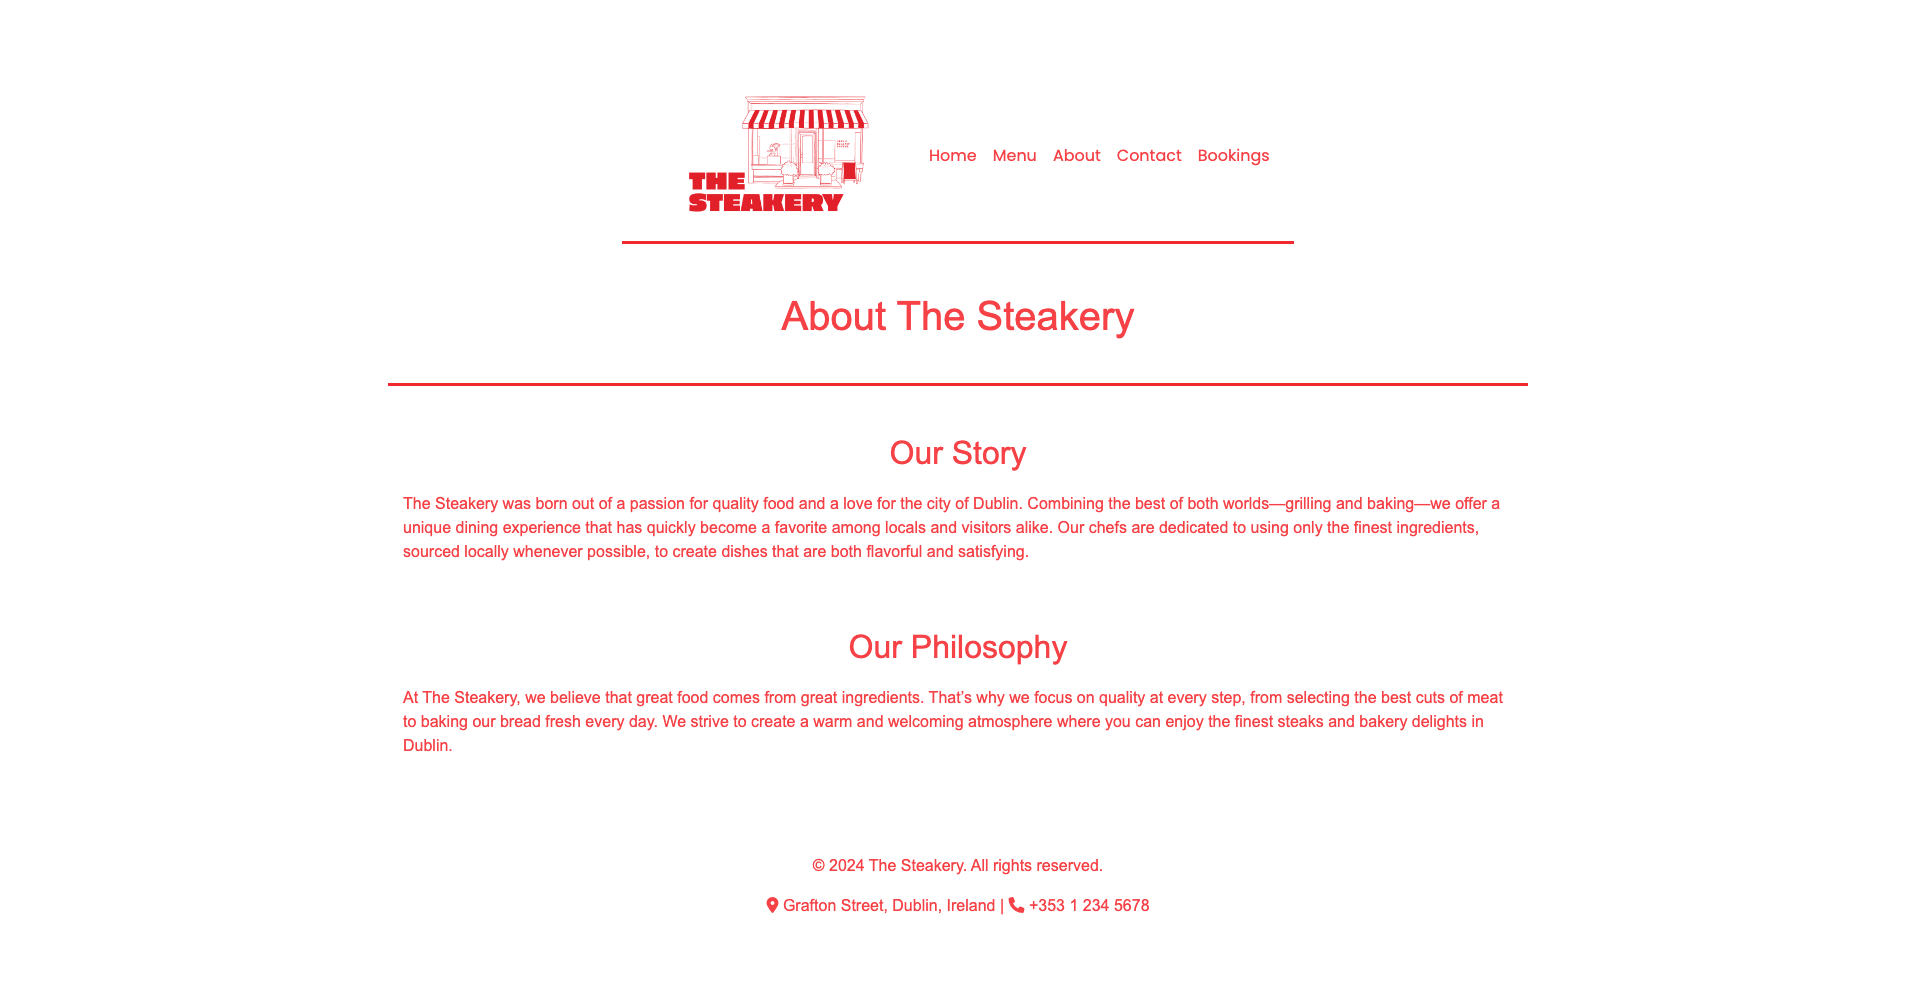 THE
STEAKERY
Home Menu About Contact Bookings
About The Steakery
Our Story
The Steakery was born out of a passion for quality food and a love for the city of Dublin. Combining the best of both worlds—grilling and baking—we offer a
unique dining experience that has quickly become a favorite among locals and visitors alike. Our chefs are dedicated to using only the finest ingredients,
sourced locally whenever possible, to create dishes that are both flavorful and satisfying.
Our Philosophy
At The Steakery, we believe that great food comes from great ingredients. That’s why we focus on quality at every step, from selecting the best cuts of meat
to baking our bread fresh every day. We strive to create a warm and welcoming atmosphere where you can enjoy the finest steaks and bakery delights in
Dublin.
© 2024 The Steakery. All rights reserved.
Grafton Street, Dublin, Ireland | +353 1 234 5678